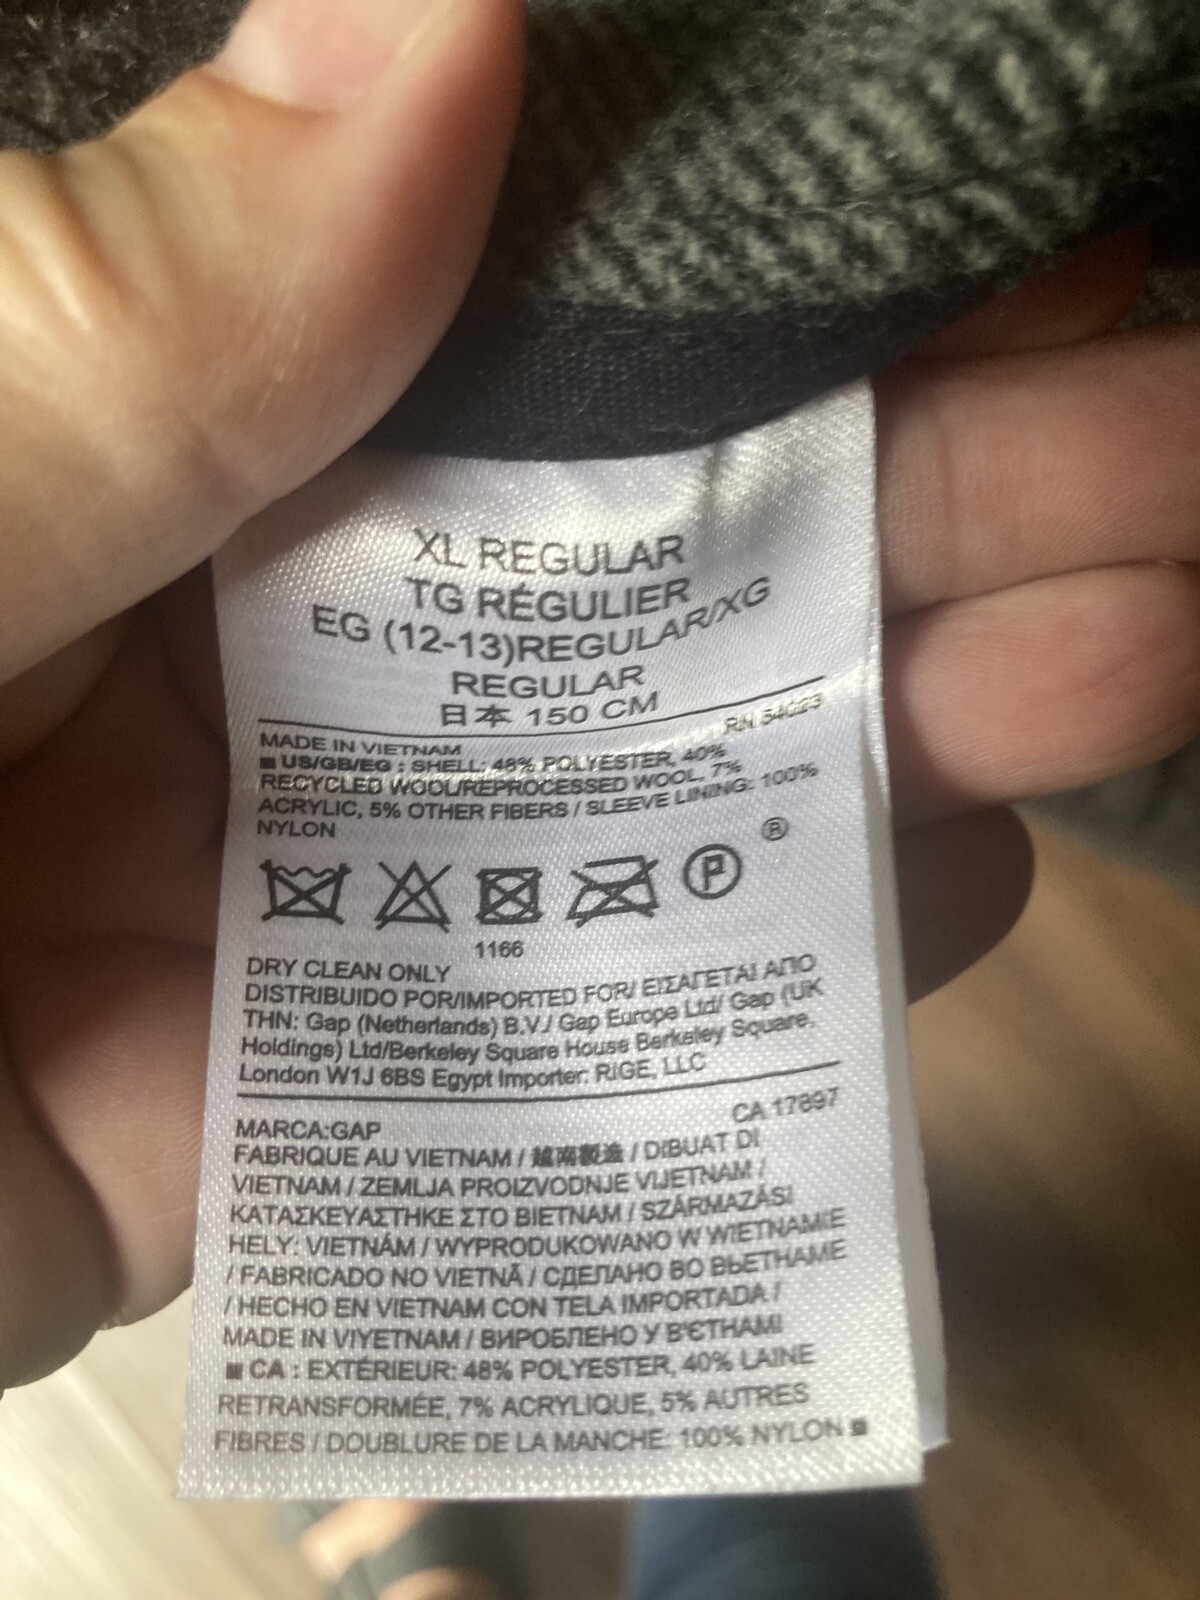 XL REGULAR
TG RÉGULIER
EG (12-13)REGULAR/XG
REGULAR
日本 150 CM
RN 54023
MADE IN VIETNAM
■ US/GB/EG : SHELL: 48% POLYESTER, 40%
RECYCLED WOOL/REPROCESSED WOOL, 7%
ACRYLIC, 5% OTHER FIBERS / SLEEVE LINING: 100%
NYLON
®
P
1166
DRY CLEAN ONLY
DISTRIBUIDO POR/IMPORTED FOR/ ΕΙΣΑΓΕΤΑΙ ΑΠΟ
ΤΗΝ: Gap (Netherlands) B.V./ Gap Europe Ltd/ Gap (UK
Holdings) Ltd/Berkeley Square House Berkeley Square,
London W1J 6BS Egypt Importer: RIGE, LLC
CA 17897
MARCA:GAP
FABRIQUE AU VIETNAM / 越南製造 / DIBUAT DI
VIETNAM / ZEMLJA PROIZVODNJE VIJETNAM /
ΚΑΤΑΣΚΕΥΑΣΤΗΚΕ ΣΤΟ ΒΙΕΤΝΑΜ / SZÁRMAZÁSI
HELY: VIETNÁM / WYPRODUKOWANO W WIETNAMIE
/ FABRICADO NO VIETNÃ / СДЕЛАНО ВО ВЬЕТНАМЕ
/ HECHO EN VIETNAM CON TELA IMPORTADA /
MADE IN VIYETNAM / ВИРОБЛЕНО У В'ЄТНАМІ
■ CA : EXTÉRIEUR: 48% POLYESTER, 40% LAINE
RETRANSFORMÉE, 7% ACRYLIQUE, 5% AUTRES
FIBRES / DOUBLURE DE LA MANCHE: 100% NYLON ■